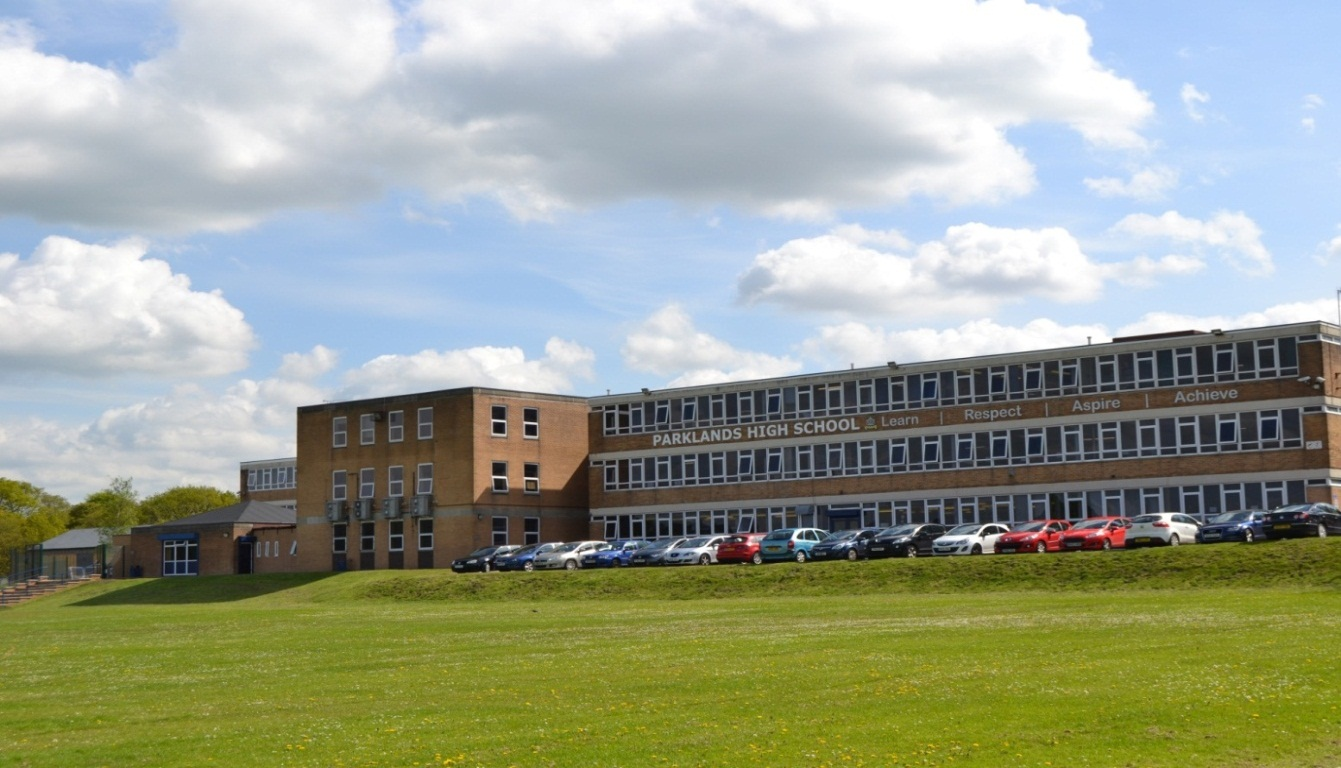 PARKLANDS HIGH SCHOOL Learn | Respect | Aspire | Achieve